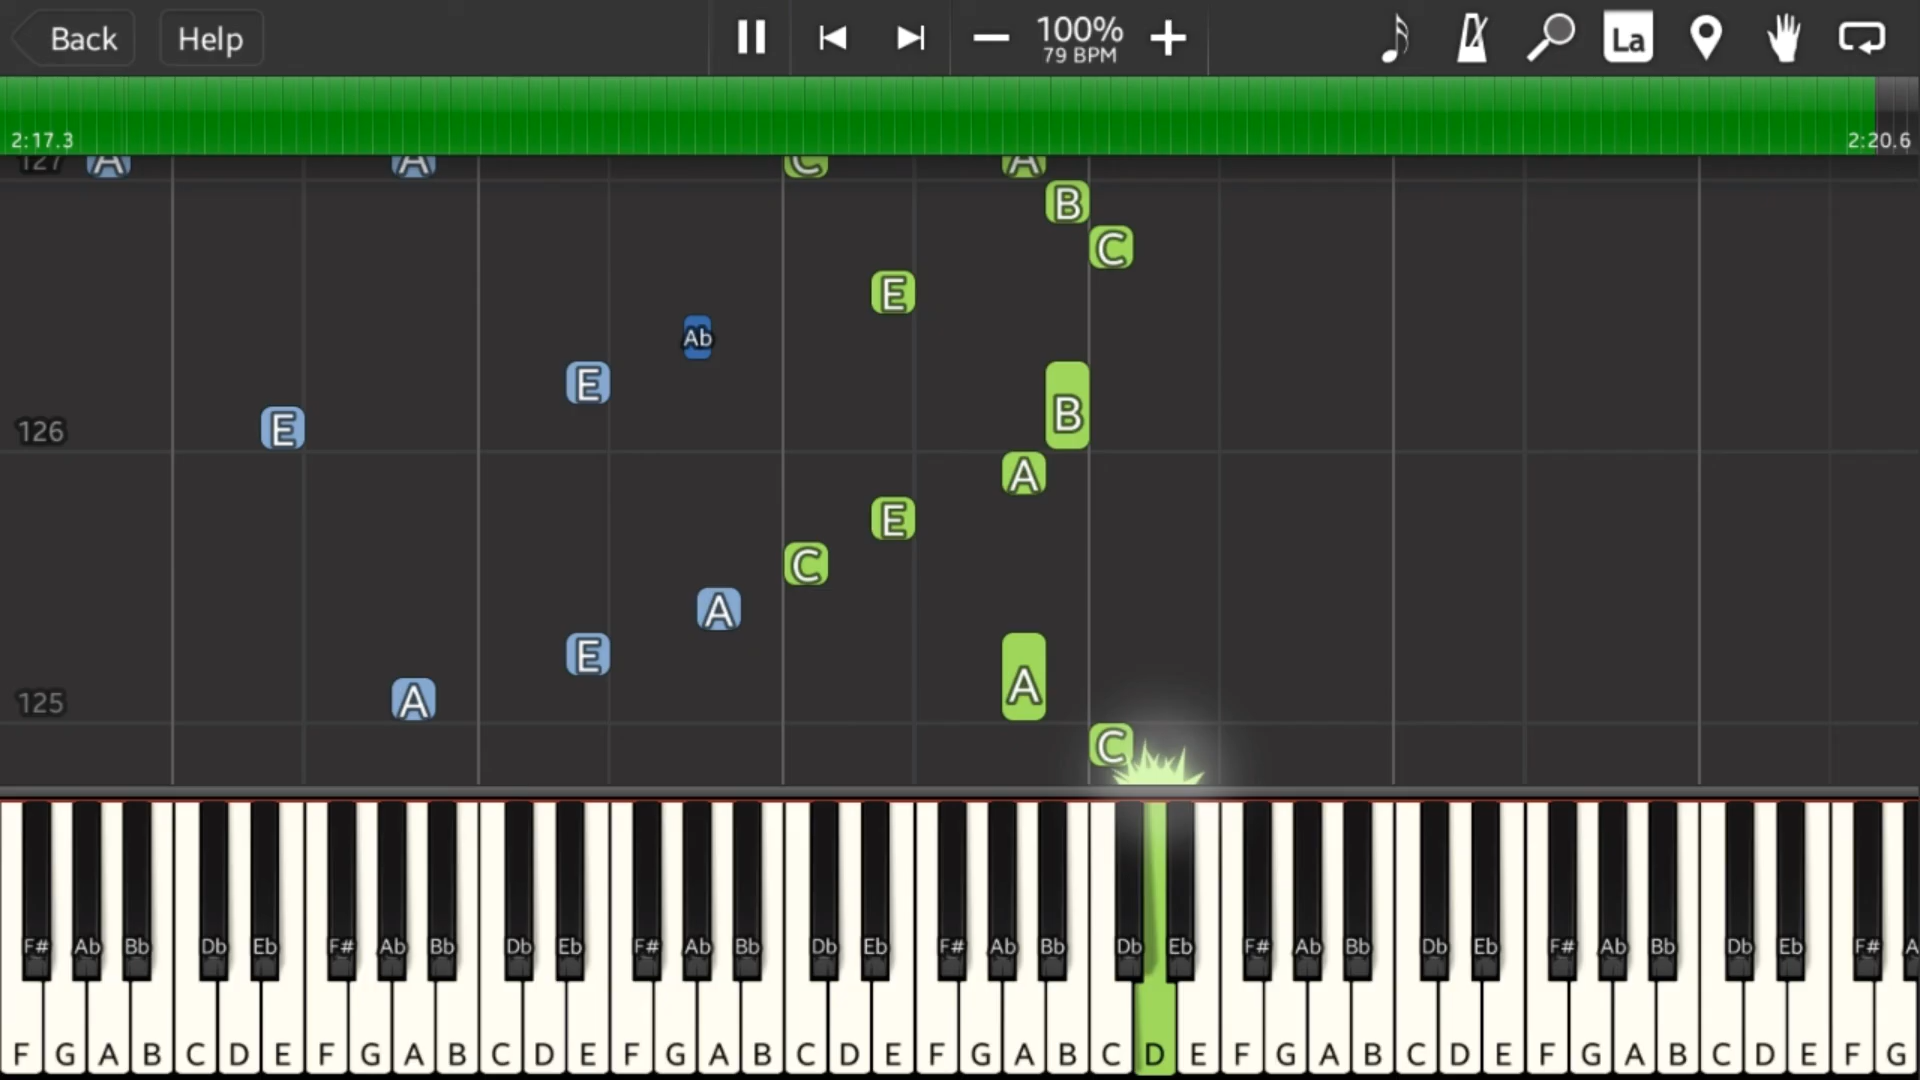 Back Help 100% La
79 BPM
2:17.3 2:20.6
127 A A C A
B
C
E
Ab
E
126 E B
A
E
C
A
E
125 A A
C
F# Ab Bb Db Eb F# Ab Bb Db Eb F# Ab Bb Db Eb F# Ab Bb Db Eb F# Ab Bb Db Eb F# Ab Bb Db Eb F# A
F G A B C D E F G A B C D E F G A B C D E F G A B C D E F G A B C D E F G A B C D E F G